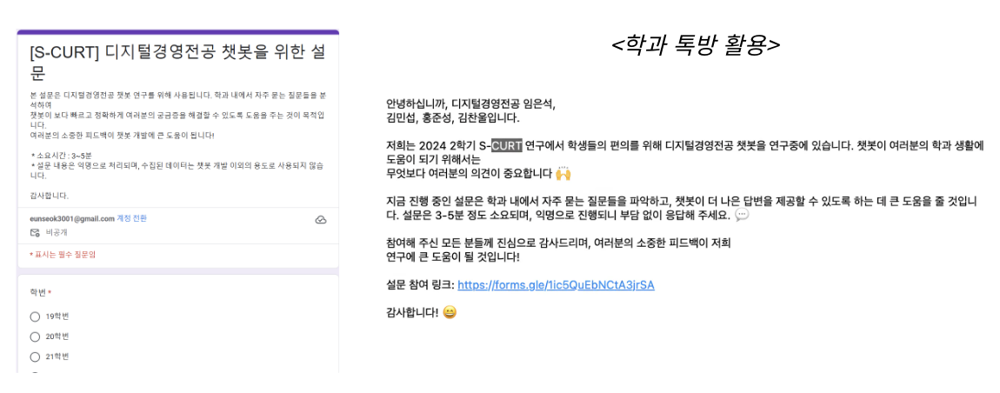 [S-CURT] 디지털경영전공 챗봇을 위한 설
문
본 설문은 디지털경영전공 챗봇 연구를 위해 사용됩니다. 학과 내에서 자주 묻는 질문들을 분
석하여
챗봇이 보다 빠르고 정확하게 여러분의 궁금증을 해결할 수 있도록 도움을 주는 것이 목적입
니다.
여러분의 소중한 피드백이 챗봇 개발에 큰 도움이 됩니다!
* 소요시간 : 3~5분
* 설문 내용은 익명으로 처리되며, 수집된 데이터는 챗봇 개발 이외의 용도로 사용되지 않습
니다.
감사합니다.
eunseok3001@gmail.com 계정 전환
비공개
* 표시는 필수 질문임
학번 *
19학번
20학번
21학번
<학과 톡방 활용>
안녕하십니까, 디지털경영전공 임은석,
김민섭, 홍준성, 김찬울입니다.
저희는 2024 2학기 S-CURT 연구에서 학생들의 편의를 위해 디지털경영전공 챗봇을 연구중에 있습니다. 챗봇이 여러분의 학과 생활에
도움이 되기 위해서는
무엇보다 여러분의 의견이 중요합니다 🙌
지금 진행 중인 설문은 학과 내에서 자주 묻는 질문들을 파악하고, 챗봇이 더 나은 답변을 제공할 수 있도록 하는 데 큰 도움을 줄 것입니
다. 설문은 3-5분 정도 소요되며, 익명으로 진행되니 부담 없이 응답해 주세요. 💬
참여해 주신 모든 분들께 진심으로 감사드리며, 여러분의 소중한 피드백이 저희
연구에 큰 도움이 될 것입니다!
설문 참여 링크: https://forms.gle/1ic5QuEbNCtA3jrSA
감사합니다! 😄